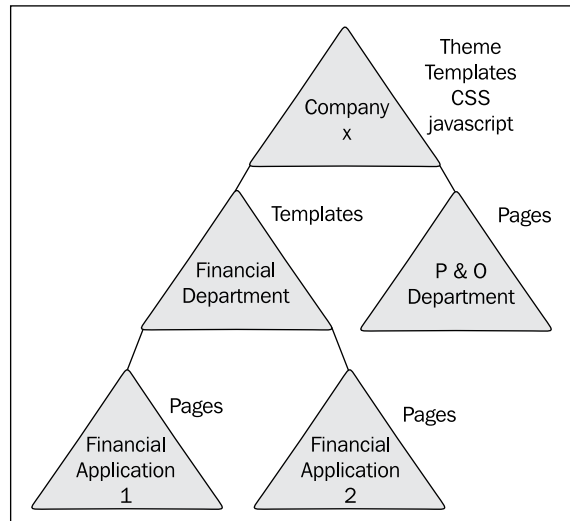 Company
x
Theme
Templates
CSS
javascript
Financial
Department
Templates
P & O
Department
Pages
Financial
Application
1
Pages
Financial
Application
2
Pages